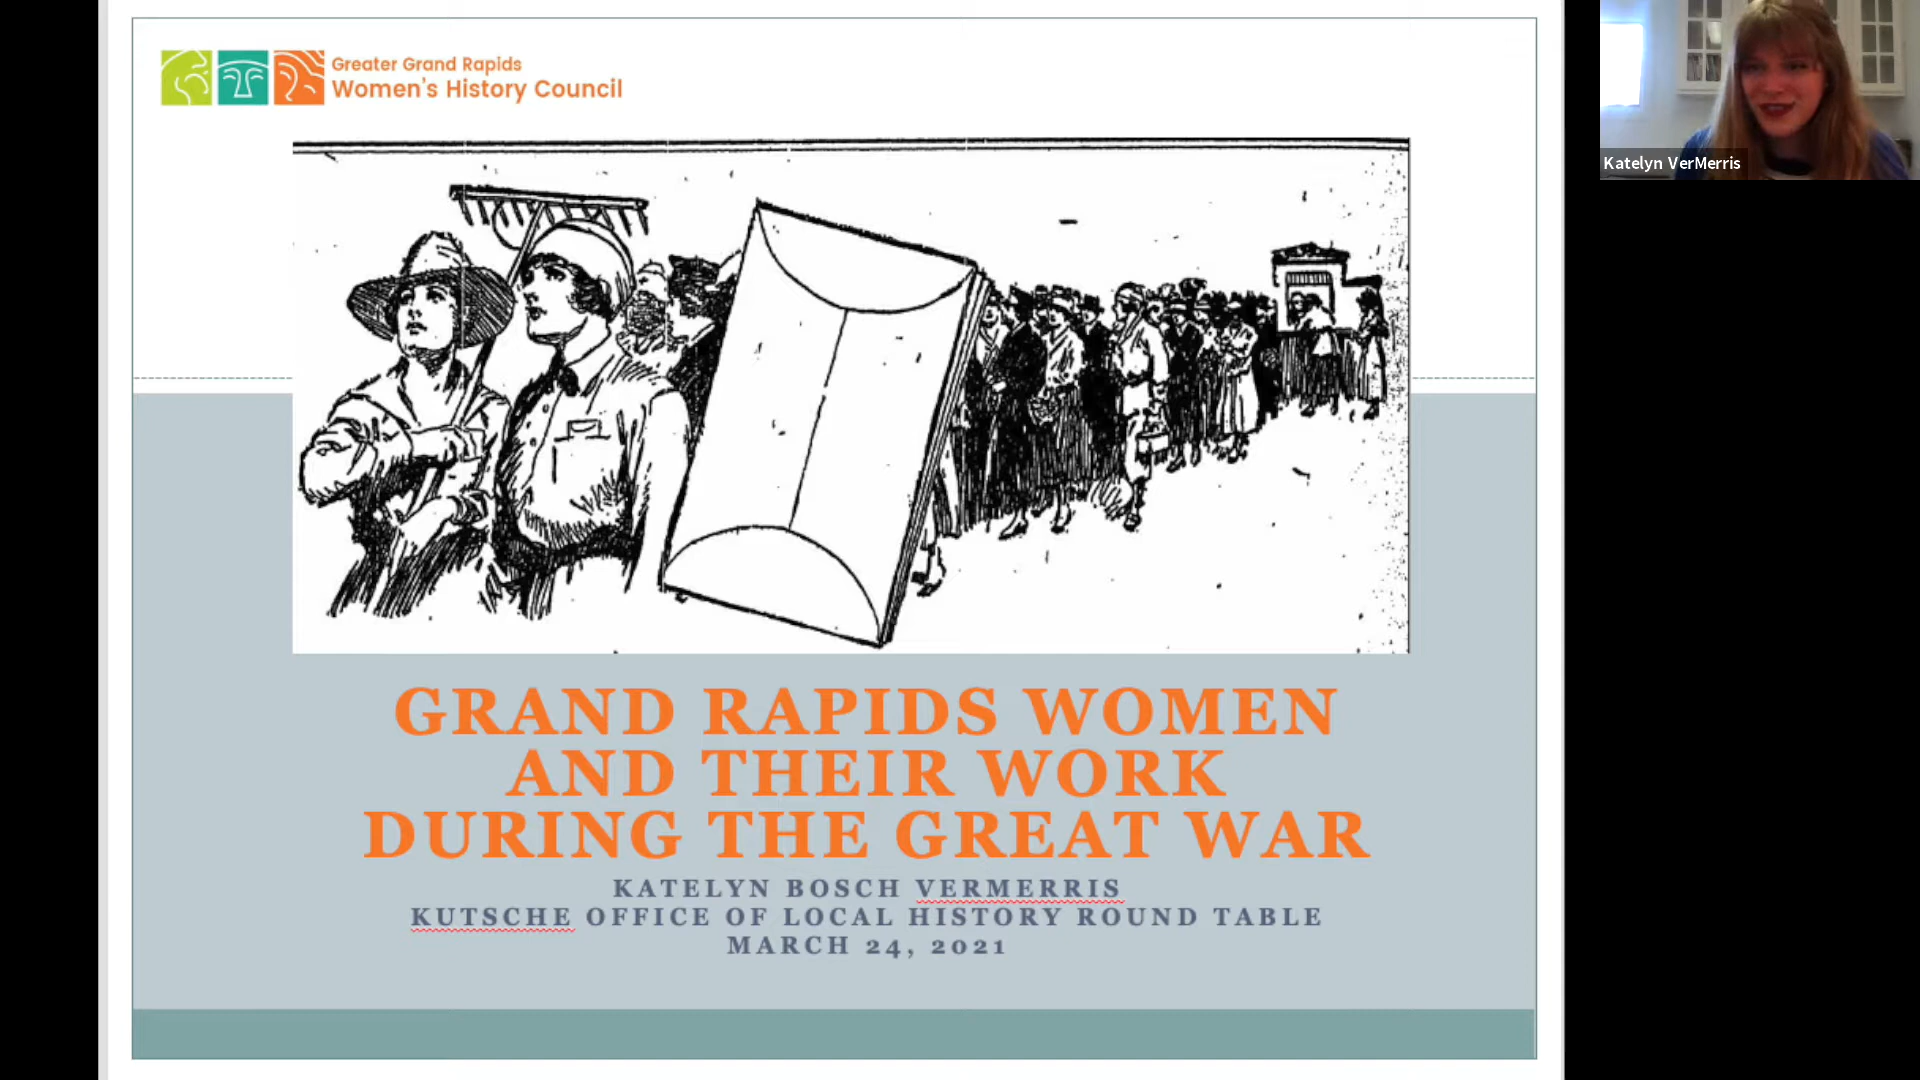 Greater Grand Rapids
Women's History Council
Katelyn VerMerris
GRAND RAPIDS WOMEN
AND THEIR WORK
DURING THE GREAT WAR
KATELYN BOSCH VERMERRIS
KUTSCHE OFFICE OF LOCAL HISTORY ROUND TABLE
MARCH 24, 2021